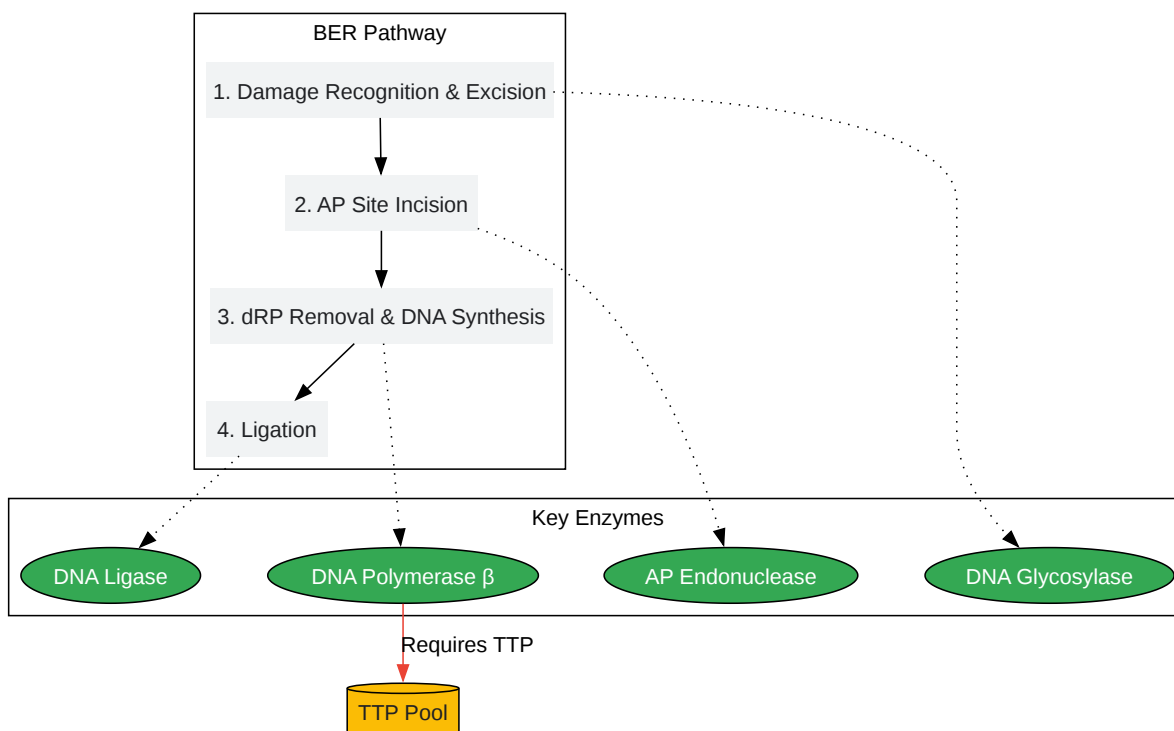 BER Pathway
1. Damage Recognition & Excision
2. AP Site Incision
3. dRP Removal & DNA Synthesis
4. Ligation
Key Enzymes
DNA Ligase
DNA Polymerase β
AP Endonuclease
DNA Glycosylase
Requires TTP
TTP Pool